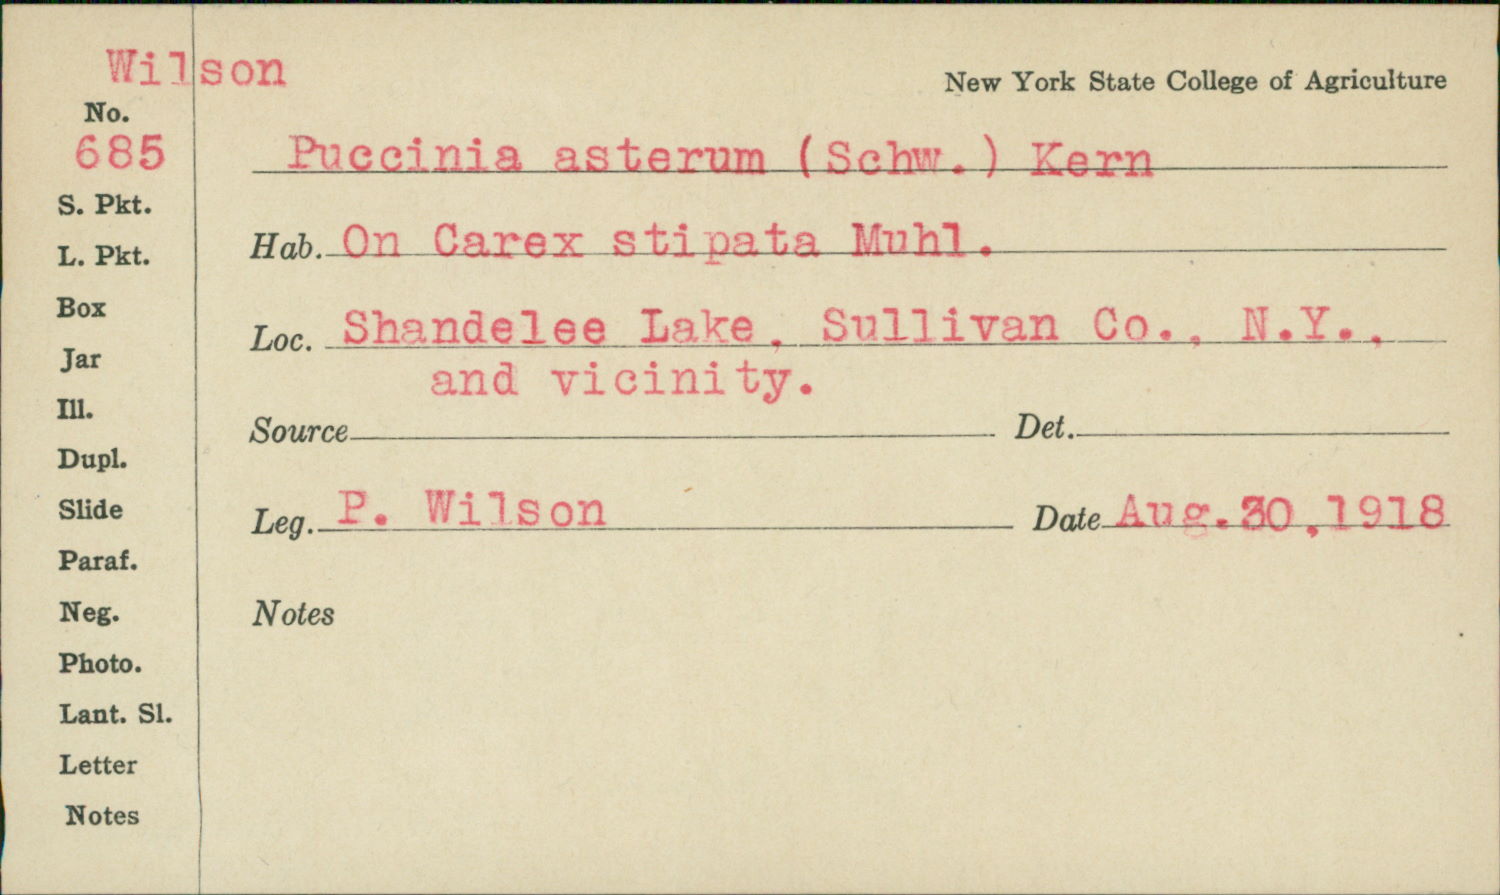 Wilson
New York State College of Agriculture
No.
685
Puccinia asterum (Schw.) Kern
S. Pkt.
Hab. On Carex stipata Muhl.
L. Pkt.
Box
Loc. Shandelee Lake, Sullivan Co., N.Y.,
and vicinity.
Jar
Ill.
Source Det.
Dupl.
Slide
Leg. P. Wilson Date Aug.30,1918
Paraf.
Neg.
Notes
Photo.
Lant. Sl.
Letter
Notes